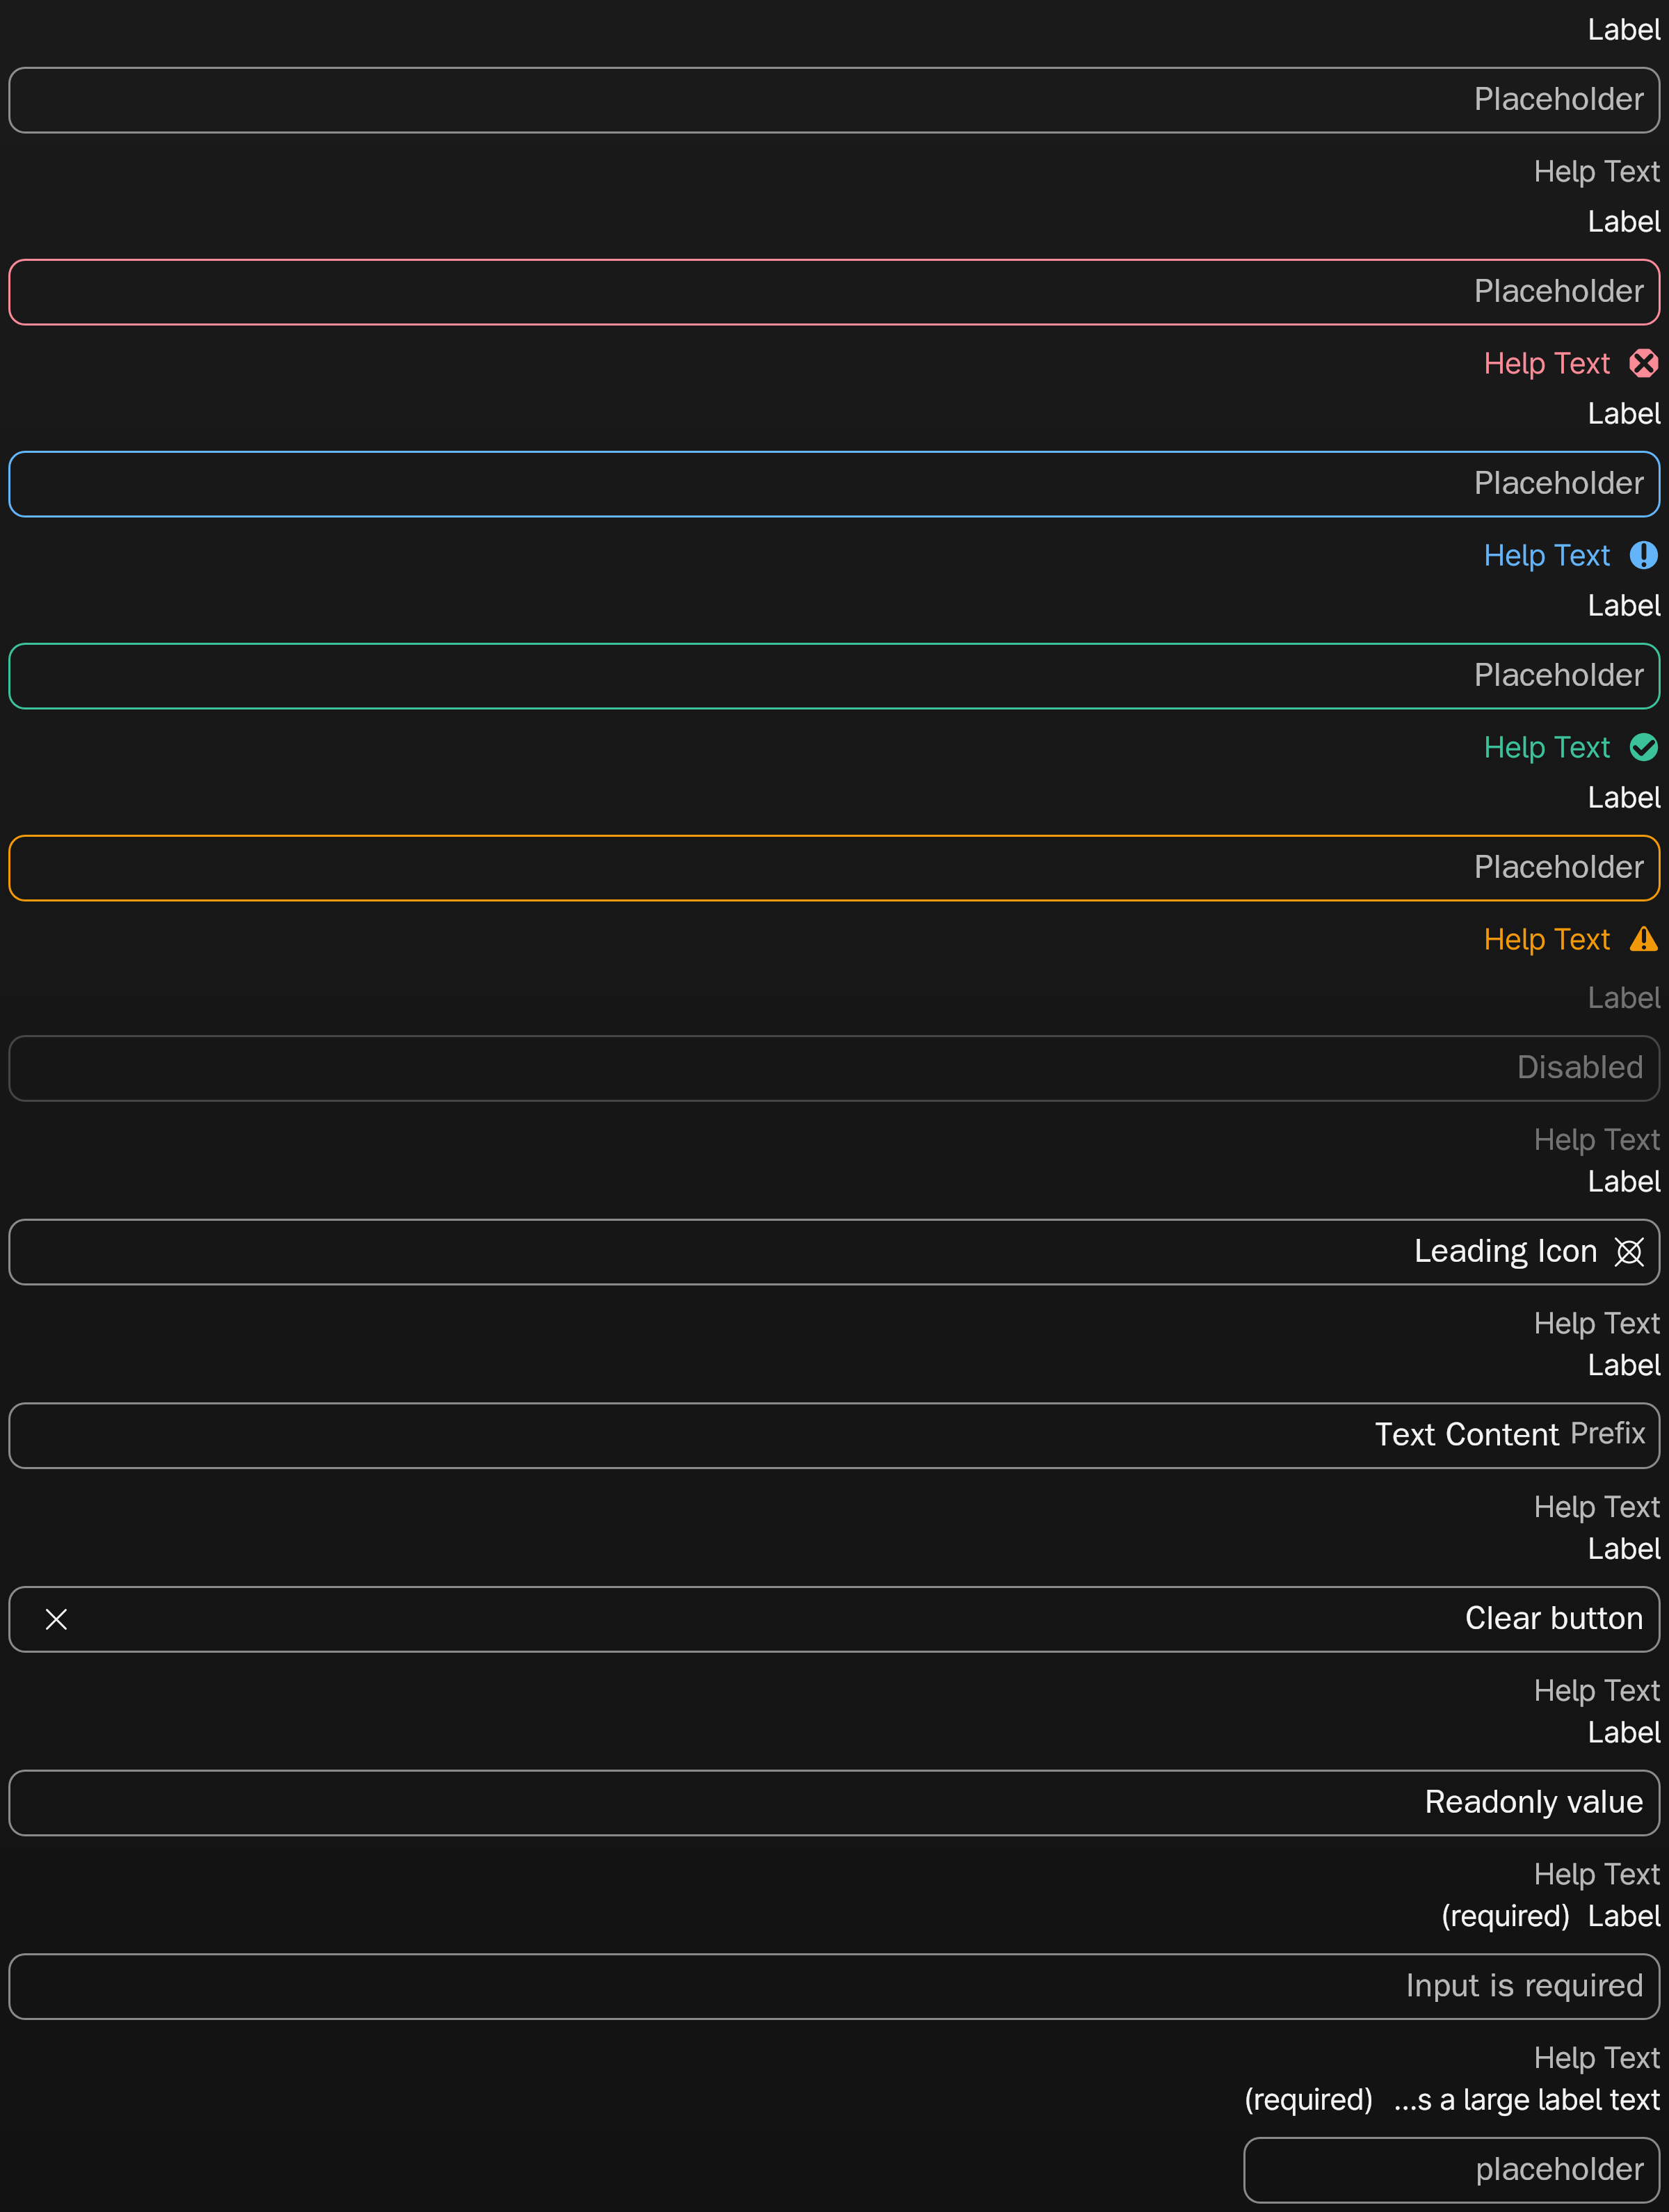 Label
Placeholder
Help Text
Label
Placeholder
Help Text
Label
Placeholder
Help Text
Label
Placeholder
Help Text
Label
Placeholder
Help Text
Label
Disabled
Help Text
Label
Leading Icon
Help Text
Label
Text Content Prefix
Help Text
Label
Clear button
Help Text
Label
Readonly value
Help Text
(required) Label
Input is required
Help Text
(required) ...s a large label text
placeholder